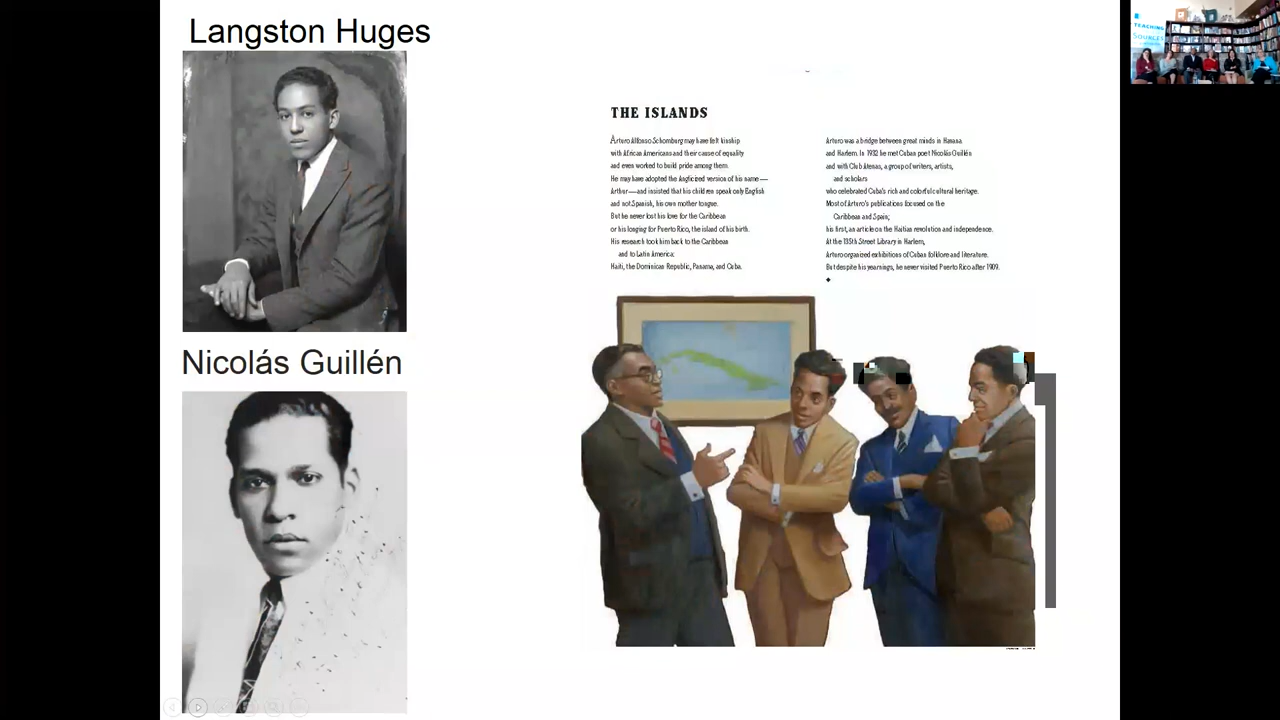 Langston Huges
Nicolás Guillén
THE ISLANDS
Arturo Alfonso Schomburg may have felt kinship
with African Americans and their cause of equality
and even worked to build pride among them.
He may have adopted the Anglicized version of his name —
Arthur—and insisted that his children speak only English
and not Spanish, his own mother tongue.
But he never lost his love for the Caribbean
or his longing for Puerto Rico, the island of his birth.
His research took him back to the Caribbean
and to Latin America:
Haiti, the Dominican Republic, Panama, and Cuba.
Arturo was a bridge between great minds in Havana
and Harlem. In 1932 he met Cuban poet Nicolás Guillén
and with Club Atenas, a group of writers, artists,
and scholars
who celebrated Cuba's rich and colorful cultural heritage.
Most of Arturo's publications focused on the
Caribbean and Spain;
his first, an article on the Haitian revolution and independence.
At the 135th Street Library in Harlem,
Arturo organized exhibitions of Cuban folklore and literature.
But despite his yearnings, he never visited Puerto Rico after 1909.
TEACHING
SOURCES